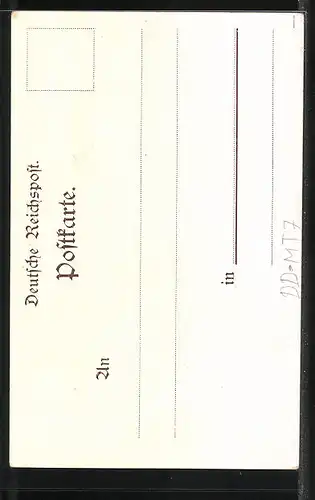 Deutsche Reichspost.
Postkarte.
An
in
DD-MT7